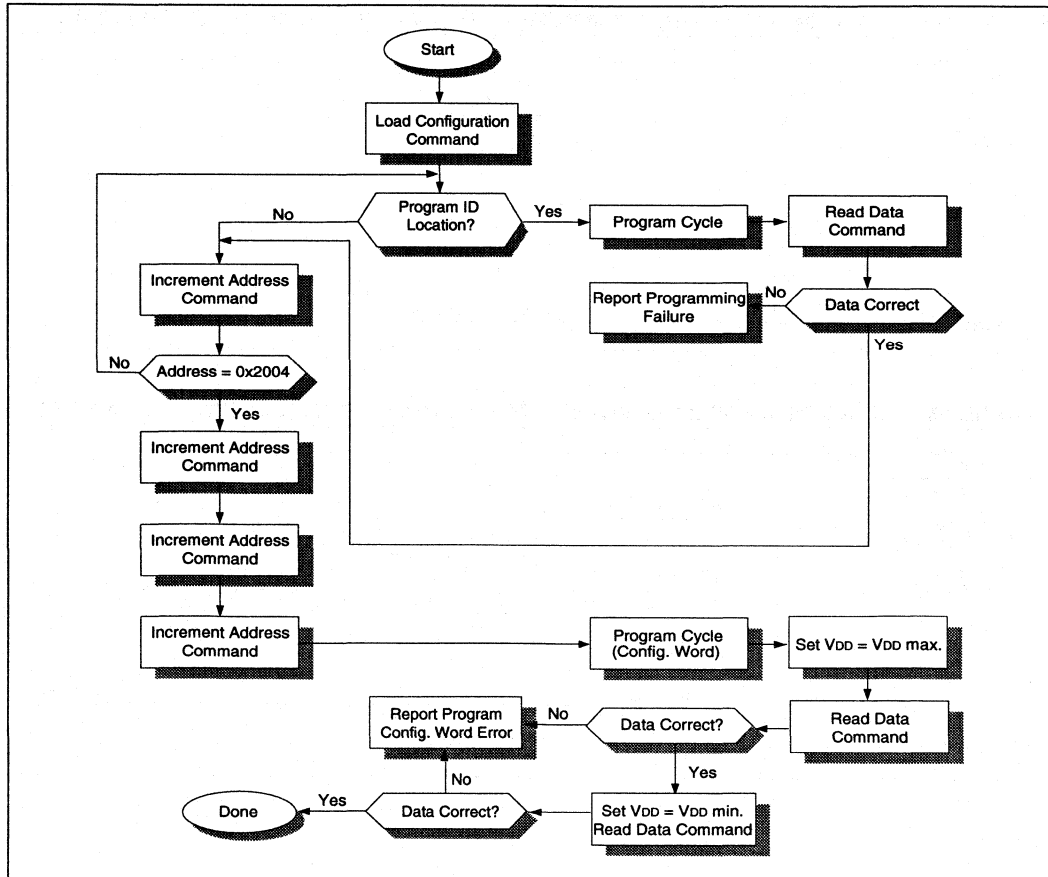 Start
Load Configuration
Command
Program ID
Location?
No
Yes
Program Cycle
Read Data
Command
Increment Address
Command
Report Programming
Failure
No
Data Correct
Yes
No
Address = 0x2004
Yes
Increment Address
Command
Increment Address
Command
Increment Address
Command
Program Cycle
(Config. Word)
Set VDD = VDD max.
Report Program
Config. Word Error
No
Data Correct?
Read Data
Command
Yes
No
Done
Yes
Data Correct?
Set VDD = VDD min.
Read Data Command